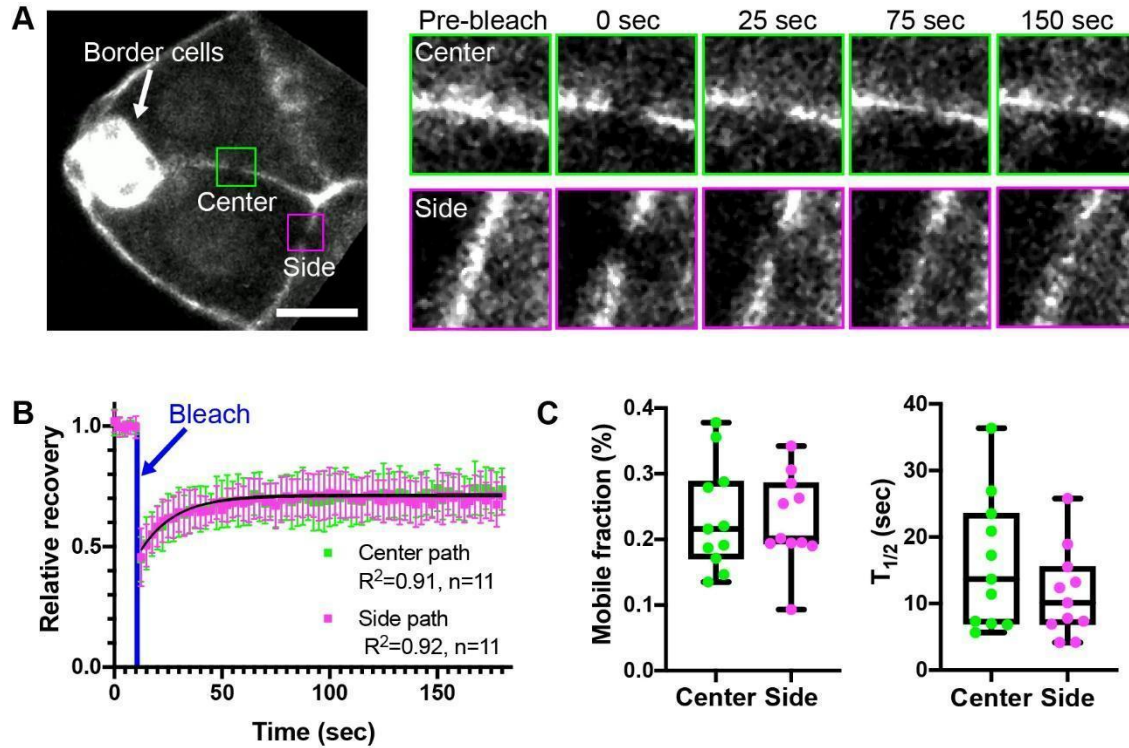 A
Border cells
Center
Side
Pre-bleach 0 sec 25 sec 75 sec 150 sec
Center
Side
B
Bleach
Relative recovery
1.0
0.5
0.0
0 50 100 150
Time (sec)
Center path
R²=0.91, n=11
Side path
R²=0.92, n=11
C
Mobile fraction (%)
0.4
0.3
0.2
0.1
0.0
Center Side
T1/2 (sec)
40
30
20
10
0
Center Side